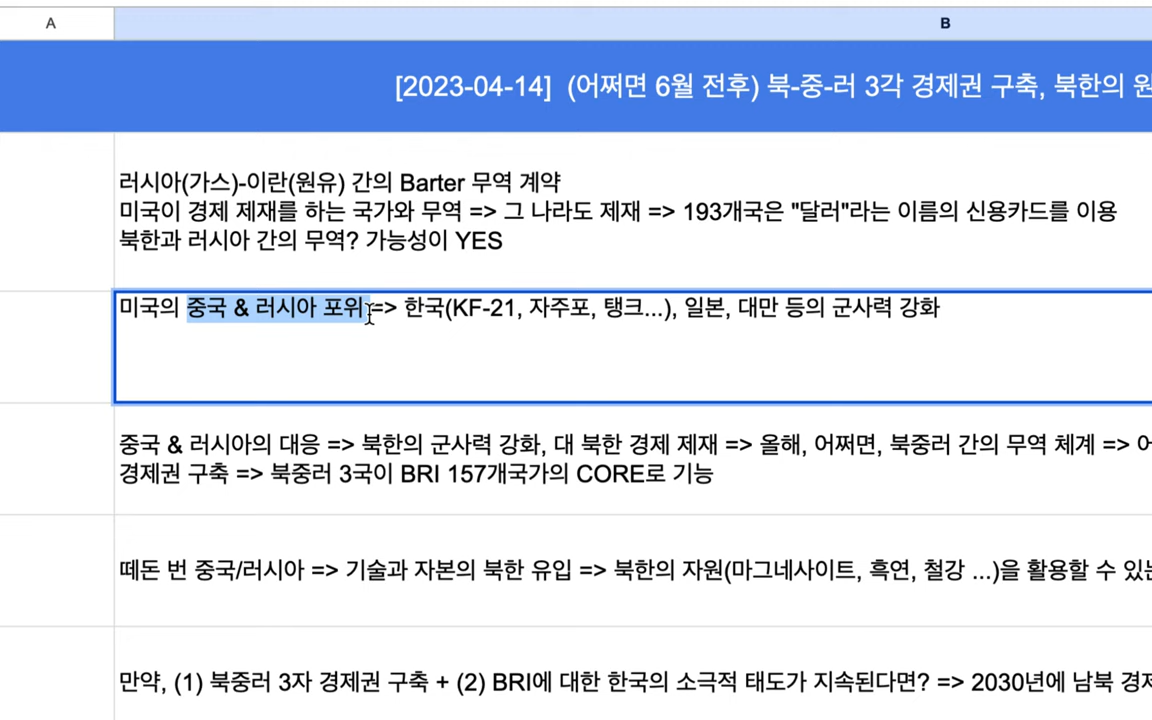 A
B
[2023-04-14] (어쩌면 6월 전후) 북-중-러 3각 경제권 구축, 북한의 원
러시아(가스)-이란(원유) 간의 Barter 무역 계약
미국이 경제 제재를 하는 국가와 무역 => 그 나라도 제재 => 193개국은 "달러"라는 이름의 신용카드를 이용
북한과 러시아 간의 무역? 가능성이 YES
미국의 중국 & 러시아 포위 => 한국(KF-21, 자주포, 탱크...), 일본, 대만 등의 군사력 강화
중국 & 러시아의 대응 => 북한의 군사력 강화, 대 북한 경제 제재 => 올해, 어쩌면, 북중러 간의 무역 체계 =>
경제권 구축 => 북중러 3국이 BRI 157개국가의 CORE로 기능
떼돈 번 중국/러시아 => 기술과 자본의 북한 유입 => 북한의 자원(마그네사이트, 흑연, 철강 ...)을 활용할 수 있는
만약, (1) 북중러 3자 경제권 구축 + (2) BRI에 대한 한국의 소극적 태도가 지속된다면? => 2030년에 남북 경제